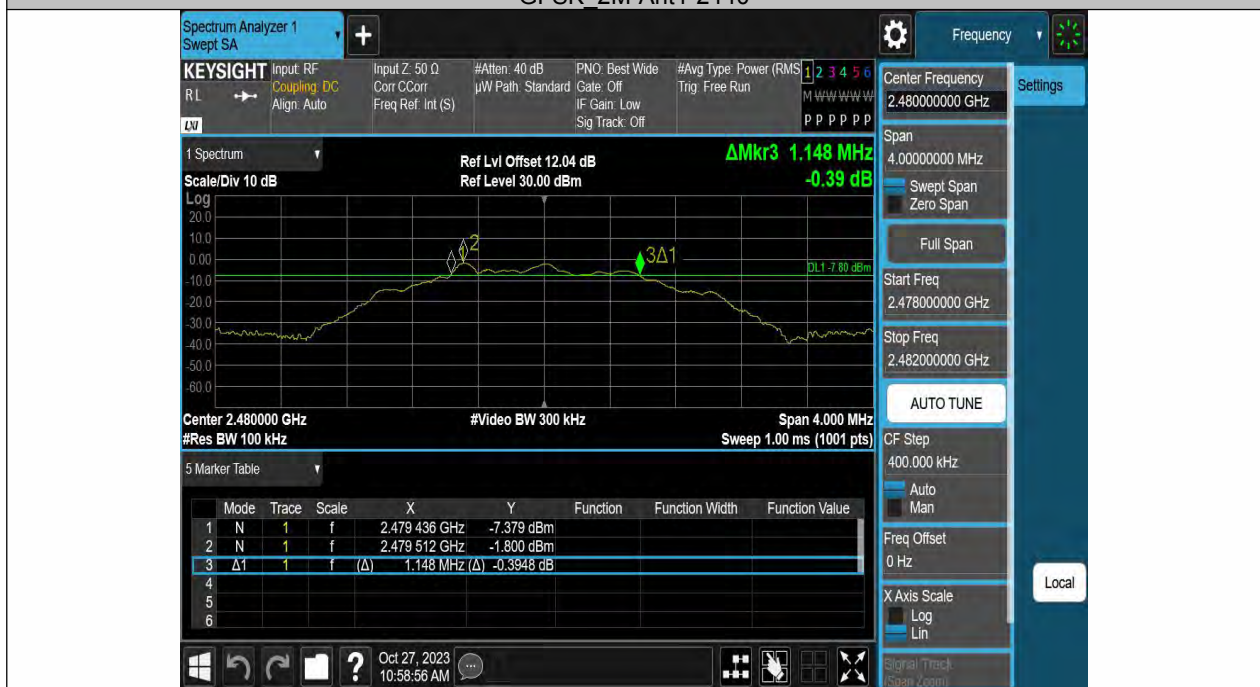 Spectrum Analyzer 1
Swept SA
Frequency
KEYSIGHT
RL
LXI
Input: RF
Coupling: DC
Align: Auto
Input Z: 50 Ω
Corr CCorr
Freq Ref: Int (S)
#Atten: 40 dB
µW Path: Standard
PNO: Best Wide
Gate: Off
IF Gain: Low
Sig Track: Off
#Avg Type: Power (RMS
Trig: Free Run
1 2 3 4 5 6
M W W W W W
P P P P P P
1 Spectrum
Scale/Div 10 dB
Ref Lvl Offset 12.04 dB
Ref Level 30.00 dBm
ΔMkr3 1.148 MHz
-0.39 dB
Log
20.0
10.0
0.00
-10.0
-20.0
-30.0
-40.0
-50.0
-60.0
2
3Δ1
DL1 -7.80 dBm
Center 2.480000 GHz
#Video BW 300 kHz
Span 4.000 MHz
#Res BW 100 kHz
Sweep 1.00 ms (1001 pts)
5 Marker Table
Mode Trace Scale X Y Function Function Width Function Value
1 N 1 f 2.479 436 GHz -7.379 dBm
2 N 1 f 2.479 512 GHz -1.800 dBm
3 Δ1 1 f (Δ) 1.148 MHz (Δ) -0.3948 dB
4
5
6
?
Oct 27, 2023
10:58:56 AM
Center Frequency
2.480000000 GHz
Settings
Span
4.00000000 MHz
Swept Span
Zero Span
Full Span
Start Freq
2.478000000 GHz
Stop Freq
2.482000000 GHz
AUTO TUNE
CF Step
400.000 kHz
Auto
Man
Freq Offset
0 Hz
X Axis Scale
Log
Lin
Local
Signal Track
(Span Zoom)